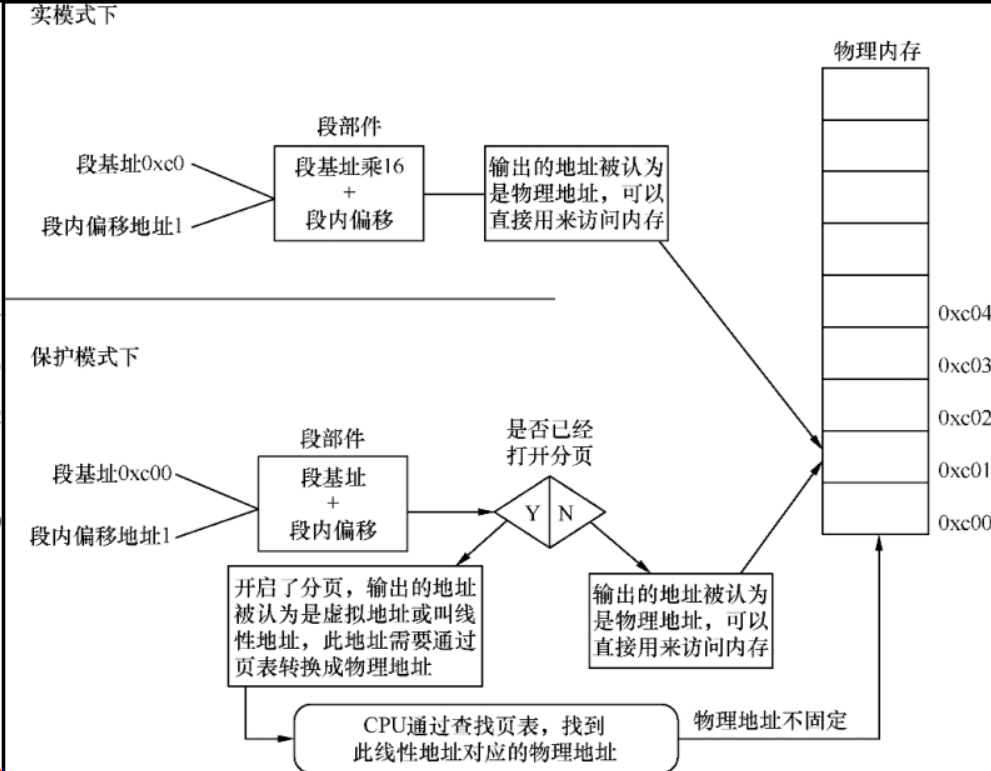 实模式下
物理内存
段部件
段基址0xc0
段内偏移地址1
段基址乘16
+
段内偏移
输出的地址被认为
是物理地址，可以
直接用来访问内存
0xc04
0xc03
0xc02
0xc01
0xc00
保护模式下
段部件
段基址0xc00
段内偏移地址1
段基址
+
段内偏移
是否已经
打开分页
Y N
开启了分页，输出的地址
被认为是虚拟地址或叫线
性地址，此地址需要通过
页表转换成物理地址
输出的地址被认为
是物理地址，可以
直接用来访问内存
CPU通过查找页表，找到
此线性地址对应的物理地址
物理地址不固定